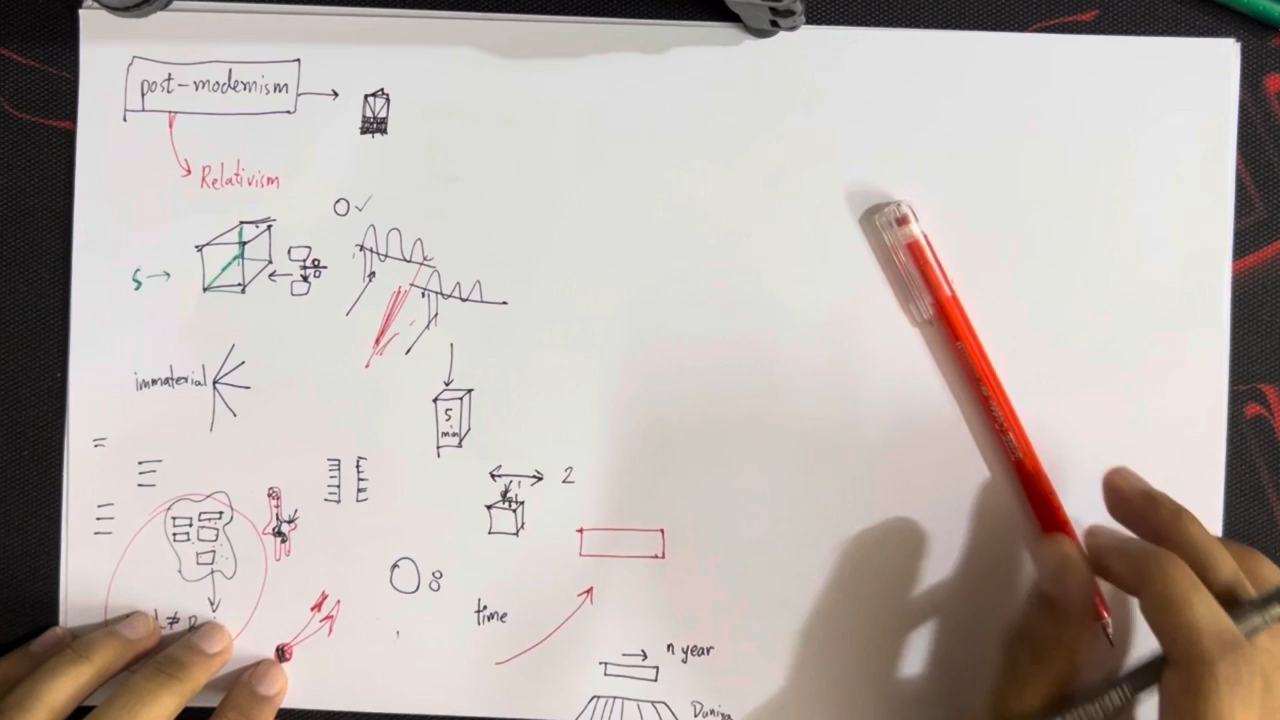 post-modernism
Relativism
S
immaterial
5
min
2
time
n year